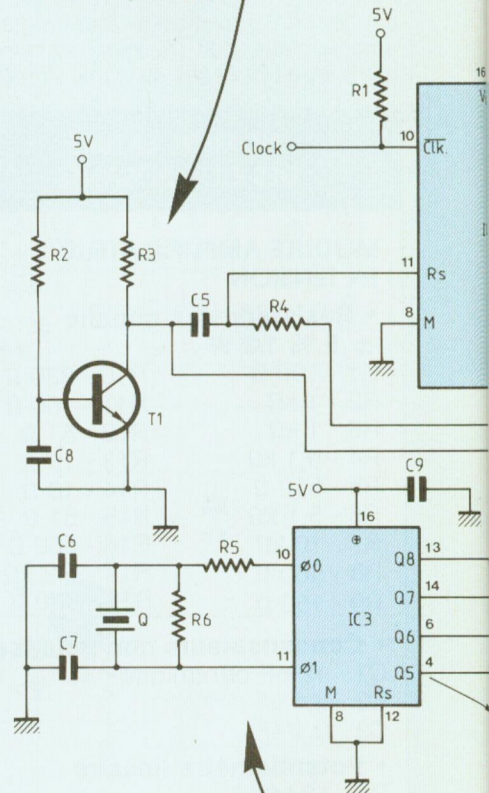 5V
16
R1
10
Clk.
Clock
5V
R2
R3
11
Rs
C5
R4
8
M
T1
C8
5V
C9
16
⊕
C6
R5
10
ø0
Q8
13
Q7
14
Q
R6
IC3
Q6
6
C7
11
ø1
Q5
4
M
Rs
8
12